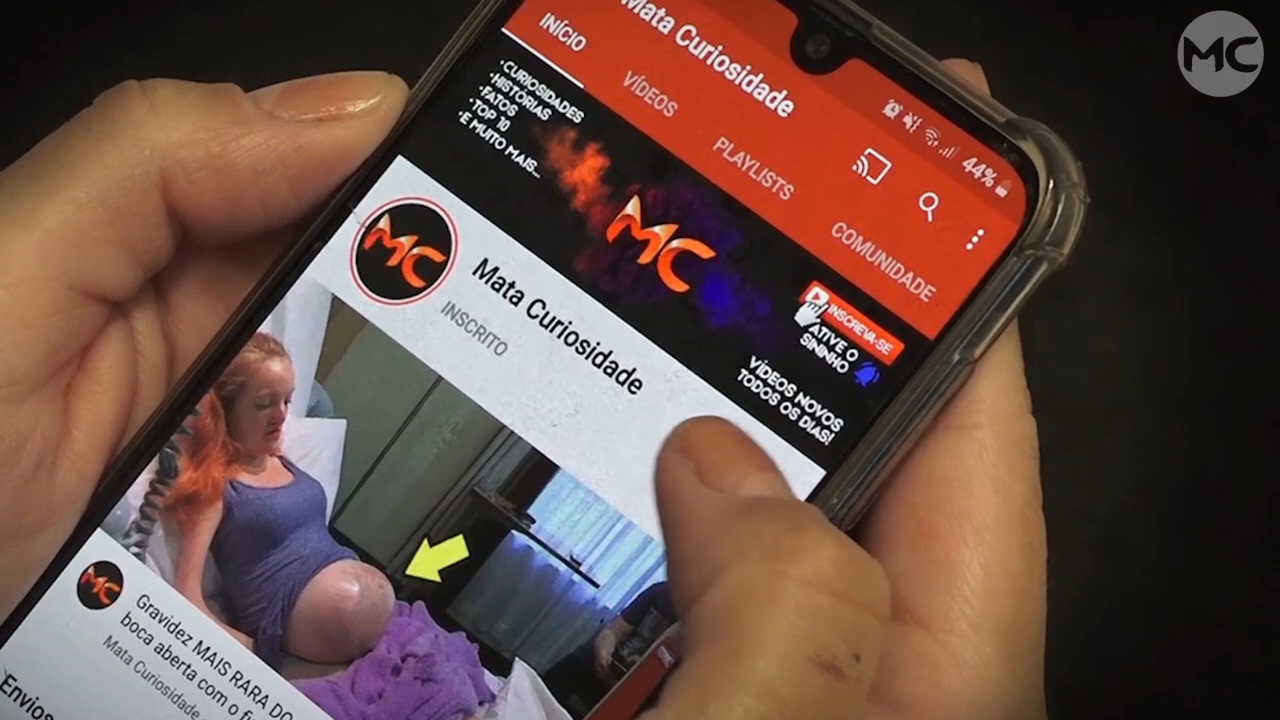 MC
Mata Curiosidade
44%
INÍCIO
VÍDEOS
PLAYLISTS
COMUNIDADE
•CURIOSIDADES
•HISTÓRIAS
•FATOS
•TOP 10
•E MUITO MAIS...
MC
INSCREVA-SE
ATIVE O
SININHO
VÍDEOS NOVOS
TODOS OS DIAS!
MC
Mata Curiosidade
INSCRITO
MC
Gravidez MAIS RARA DO
boca aberta com o
Mata Curiosidade
Envios